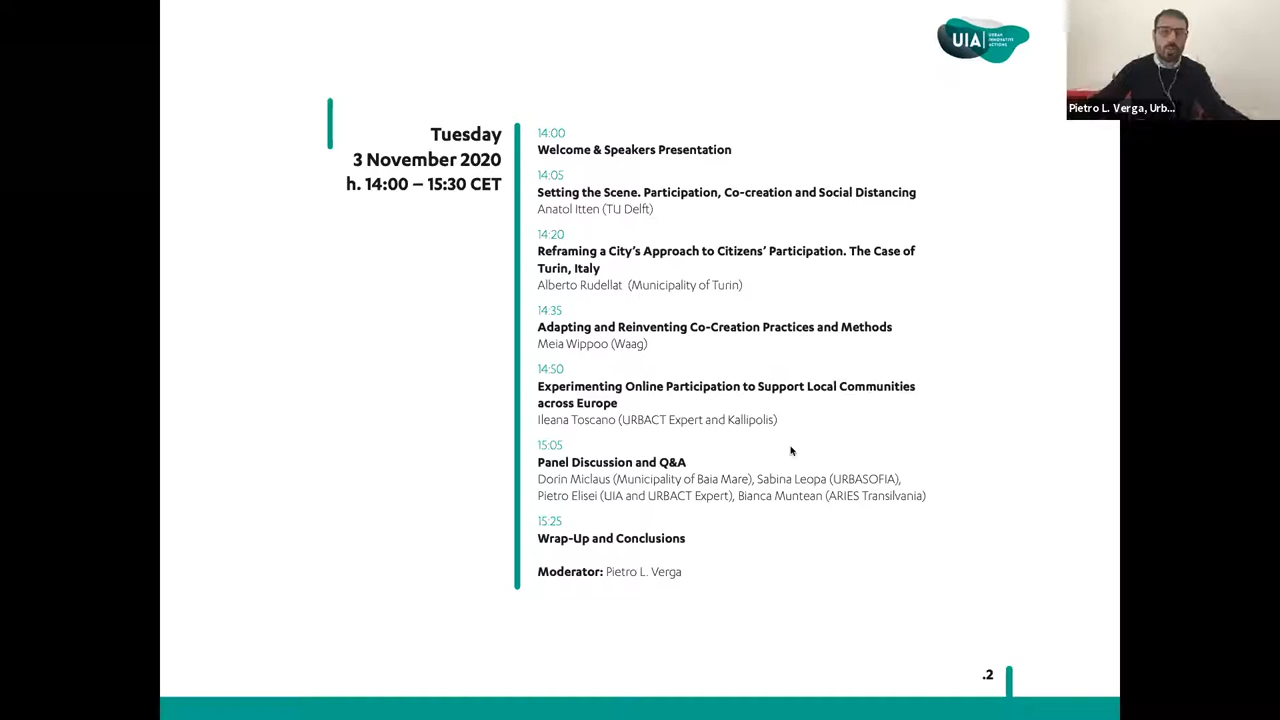 UIA
URBAN
INNOVATIVE
ACTIONS
Pietro L. Verga, Urb...
Tuesday
3 November 2020
h. 14:00 – 15:30 CET
14:00
Welcome & Speakers Presentation
14:05
Setting the Scene. Participation, Co-creation and Social Distancing
Anatol Itten (TU Delft)
14:20
Reframing a City's Approach to Citizens' Participation. The Case of
Turin, Italy
Alberto Rudellat (Municipality of Turin)
14:35
Adapting and Reinventing Co-Creation Practices and Methods
Meia Wippoo (Waag)
14:50
Experimenting Online Participation to Support Local Communities
across Europe
Ileana Toscano (URBACT Expert and Kallipolis)
15:05
Panel Discussion and Q&A
Dorin Miclaus (Municipality of Baia Mare), Sabina Leopa (URBASOFIA),
Pietro Elisei (UIA and URBACT Expert), Bianca Muntean (ARIES Transilvania)
15:25
Wrap-Up and Conclusions
Moderator: Pietro L. Verga
.2